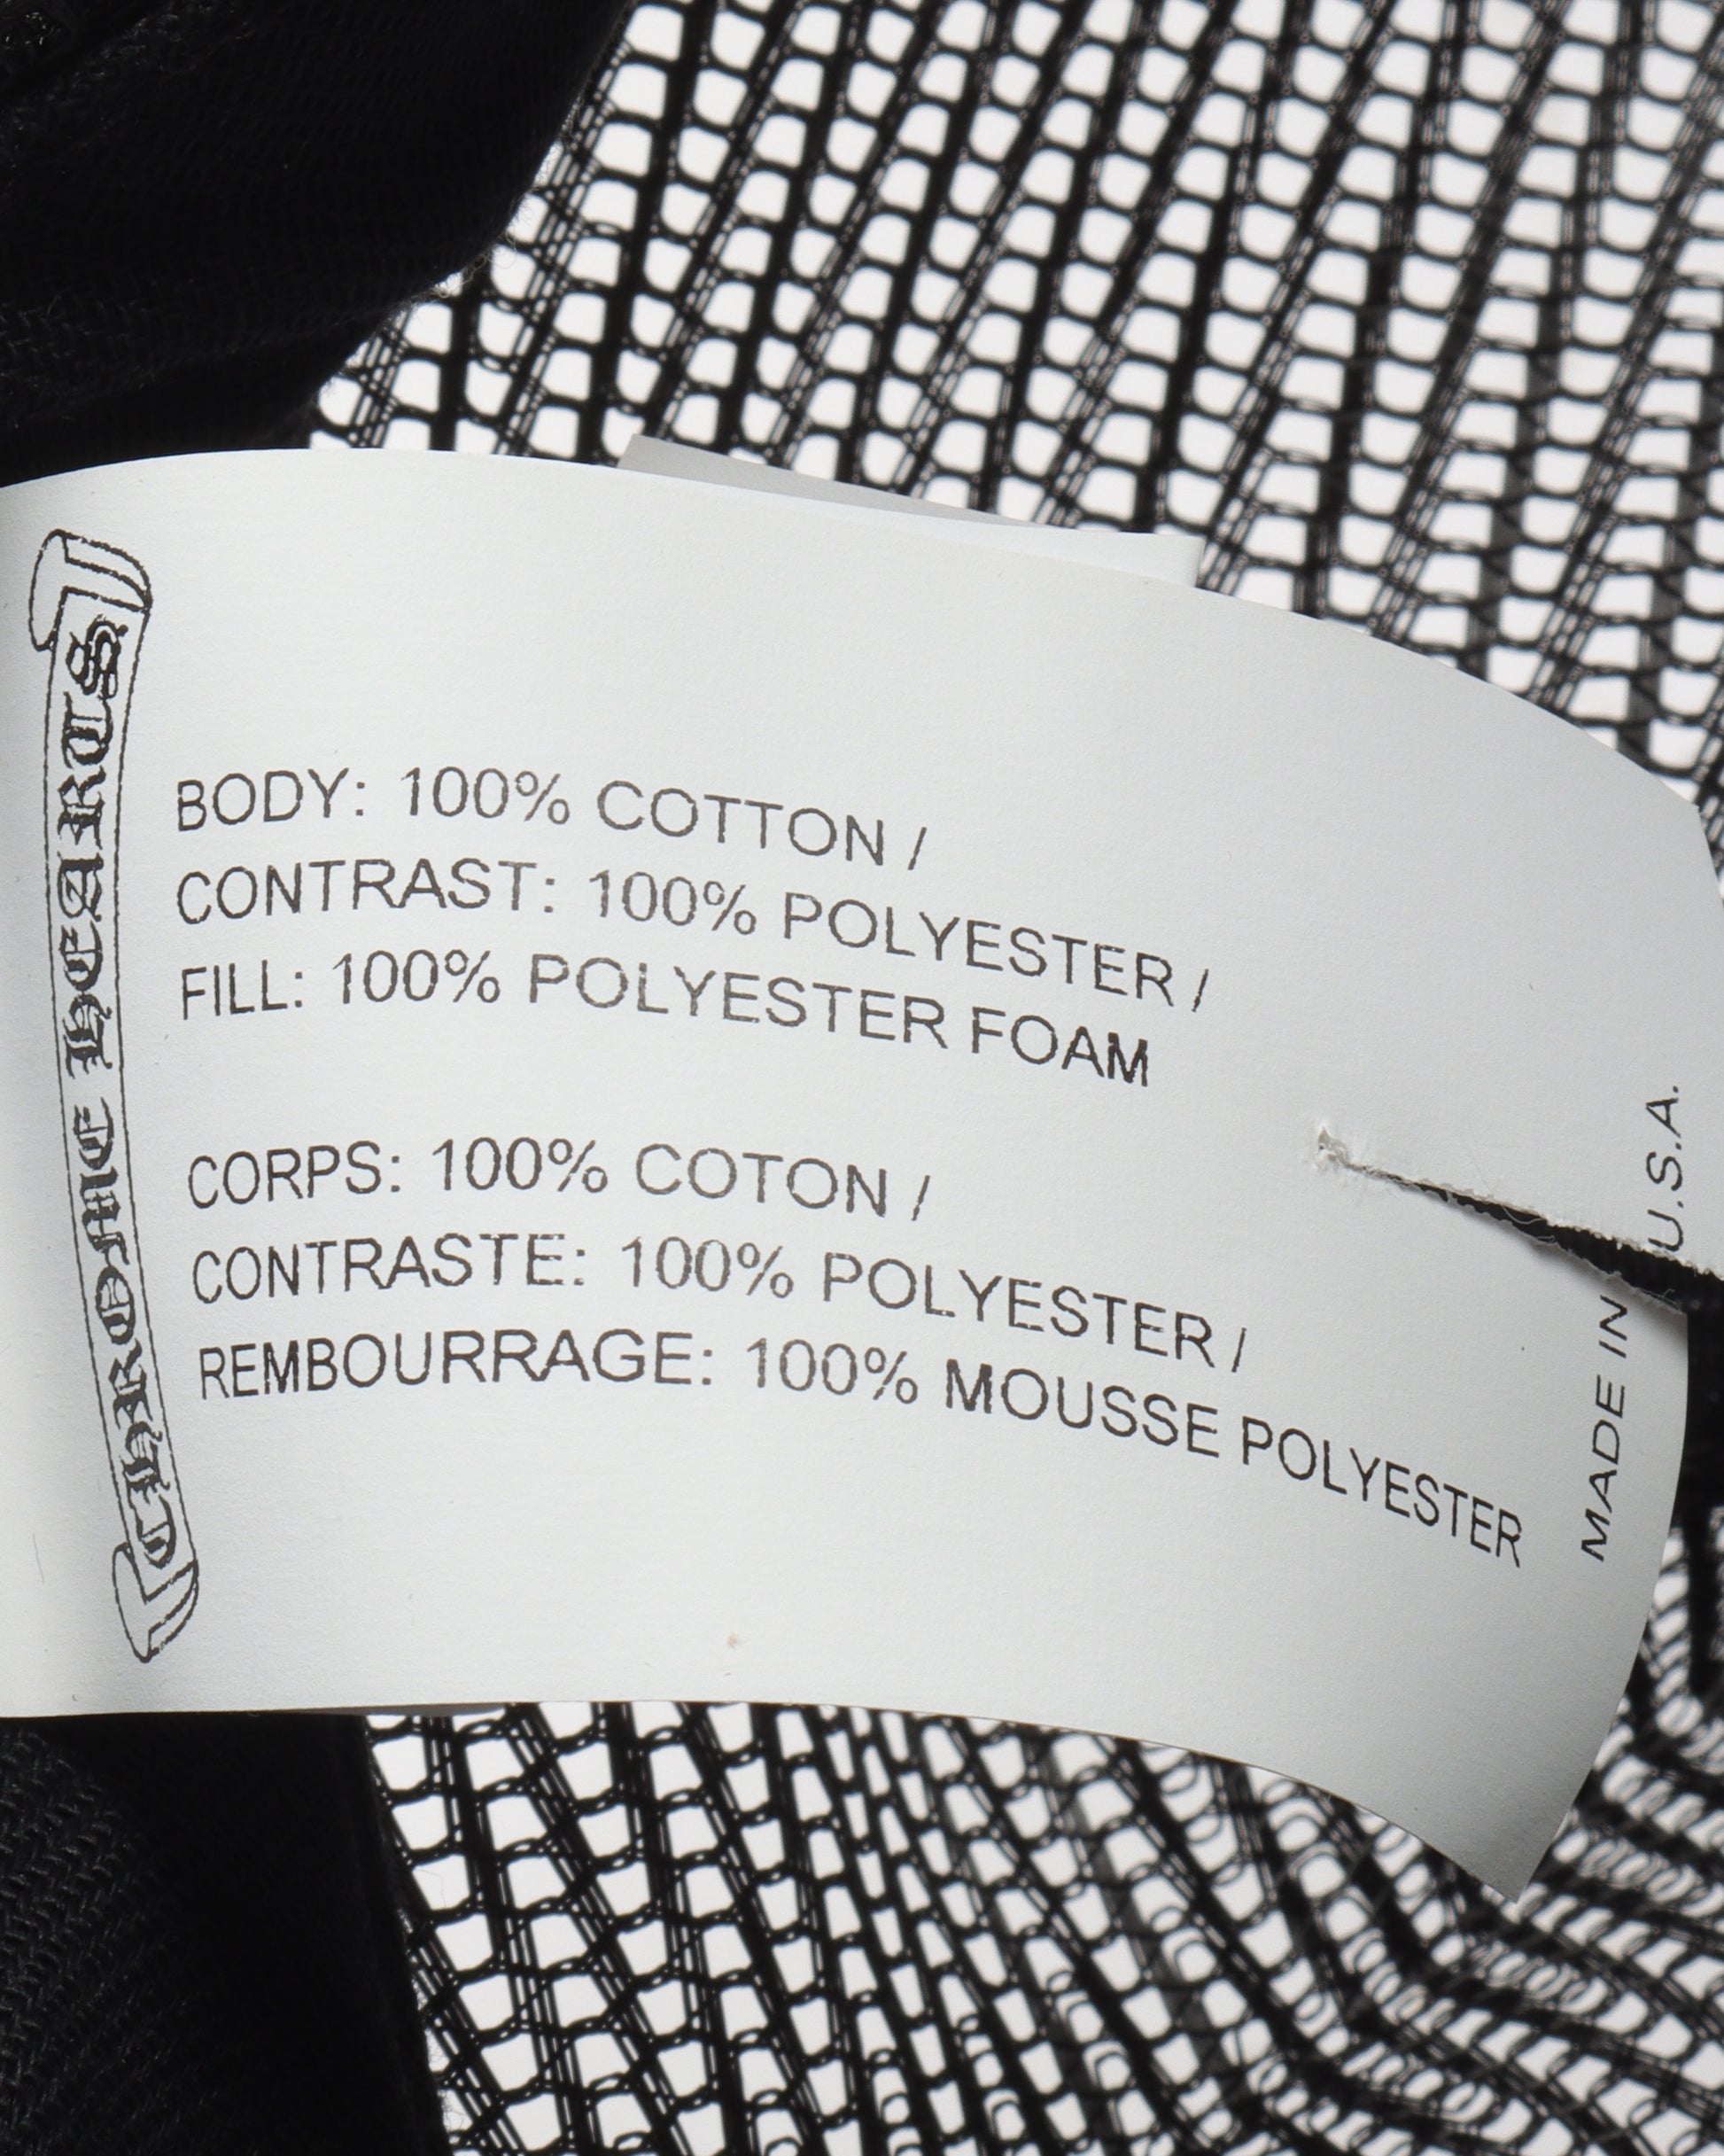 CHROME HEARTS
BODY: 100% COTTON /
CONTRAST: 100% POLYESTER /
FILL: 100% POLYESTER FOAM
CORPS: 100% COTON /
CONTRASTE: 100% POLYESTER /
REMBOURRAGE: 100% MOUSSE POLYESTER
MADE IN U.S.A.